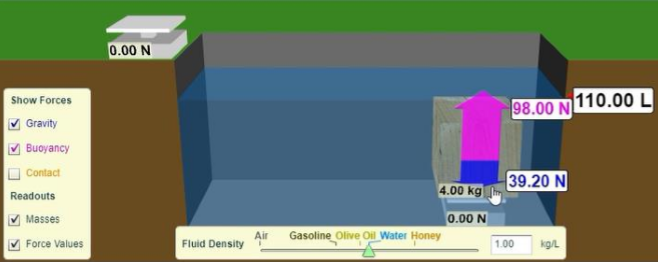 0.00 N
Show Forces
Gravity
Buoyancy
Contact
Readouts
Masses
Force Values
98.00 N
110.00 L
39.20 N
4.00 kg
0.00 N
Fluid Density
Air
Gasoline
Olive Oil
Water
Honey
1.00
kg/L